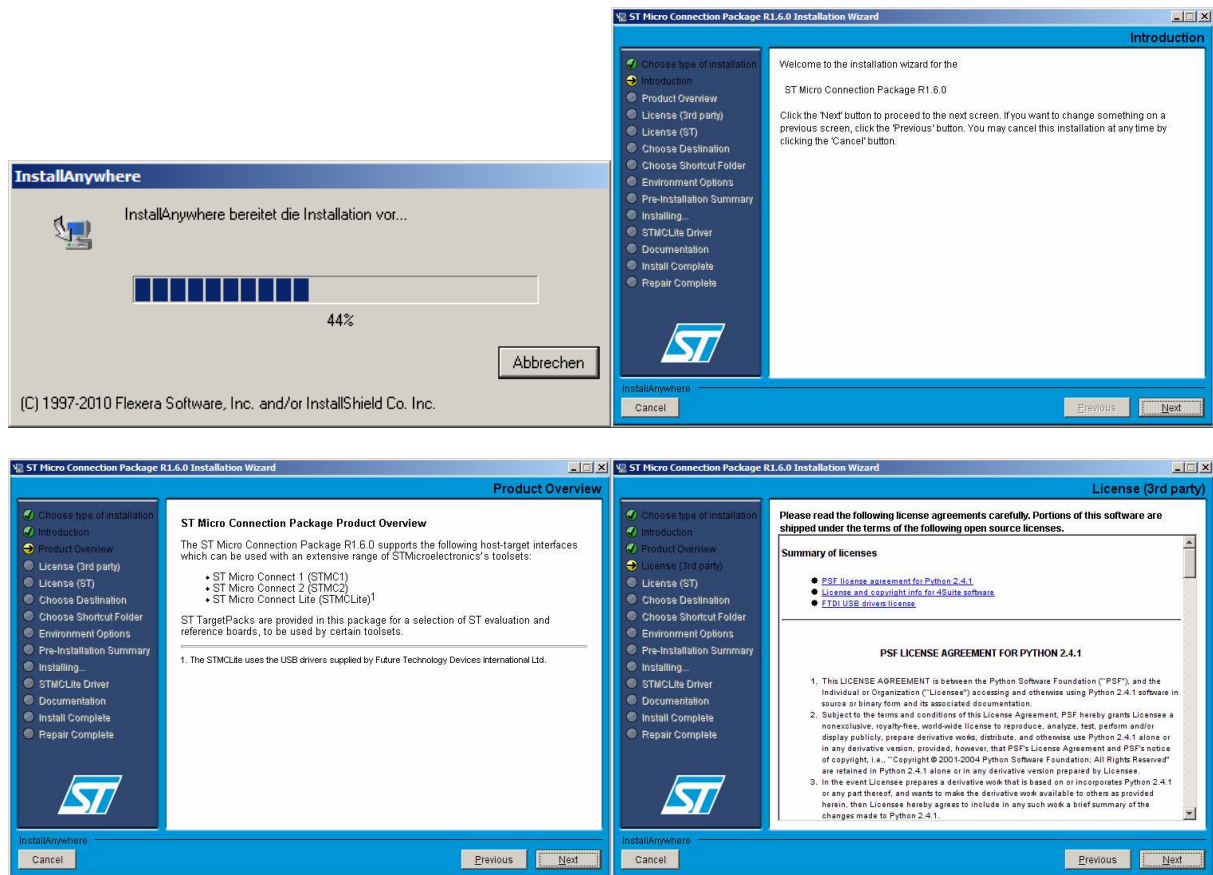 InstallAnywhere
InstallAnywhere bereitet die Installation vor...
44%
Abbrechen
(C) 1997-2010 Flexera Software, Inc. and/or InstallShield Co. Inc.
ST Micro Connection Package R1.6.0 Installation Wizard
Introduction
Choose type of installation
Introduction
Product Overview
License (3rd party)
License (ST)
Choose Destination
Choose Shortcut Folder
Environment Options
Pre-Installation Summary
Installing...
STMCLite Driver
Documentation
Install Complete
Repair Complete
ST
Welcome to the installation wizard for the
ST Micro Connection Package R1.6.0
Click the 'Next' button to proceed to the next screen. If you want to change something on a
previous screen, click the 'Previous' button. You may cancel this installation at any time by
clicking the 'Cancel' button.
InstallAnywhere
Cancel
Previous
Next
ST Micro Connection Package R1.6.0 Installation Wizard
Product Overview
Choose type of installation
Introduction
Product Overview
License (3rd party)
License (ST)
Choose Destination
Choose Shortcut Folder
Environment Options
Pre-Installation Summary
Installing...
STMCLite Driver
Documentation
Install Complete
Repair Complete
ST
ST Micro Connection Package Product Overview
The ST Micro Connection Package R1.6.0 supports the following host-target interfaces
which can be used with an extensive range of STMicroelectronics's toolsets:
• ST Micro Connect 1 (STMC1)
• ST Micro Connect 2 (STMC2)
• ST Micro Connect Lite (STMCLite)1
ST TargetPacks are provided in this package for a selection of ST evaluation and
reference boards, to be used by certain toolsets.
1. The STMCLite uses the USB drivers supplied by Future Technology Devices International Ltd.
InstallAnywhere
Cancel
Previous
Next
ST Micro Connection Package R1.6.0 Installation Wizard
License (3rd party)
Choose type of installation
Introduction
Product Overview
License (3rd party)
License (ST)
Choose Destination
Choose Shortcut Folder
Environment Options
Pre-Installation Summary
Installing...
STMCLite Driver
Documentation
Install Complete
Repair Complete
ST
Please read the following license agreements carefully. Portions of this software are
shipped under the terms of the following open source licenses.
Summary of licenses
● PSF license agreement for Python 2.4.1
● License and copyright info for 4Suite software
● FTDI USB drivers license
PSF LICENSE AGREEMENT FOR PYTHON 2.4.1
1. This LICENSE AGREEMENT is between the Python Software Foundation ("PSF"), and the
Individual or Organization ("Licensee") accessing and otherwise using Python 2.4.1 software in
source or binary form and its associated documentation.
2. Subject to the terms and conditions of this License Agreement, PSF hereby grants Licensee a
nonexclusive, royalty-free, world-wide license to reproduce, analyze, test, perform and/or
display publicly, prepare derivative works, distribute, and otherwise use Python 2.4.1 alone or
in any derivative version, provided, however, that PSF's License Agreement and PSF's notice
of copyright, i.e., "Copyright © 2001-2004 Python Software Foundation; All Rights Reserved"
are retained in Python 2.4.1 alone or in any derivative version prepared by Licensee.
3. In the event Licensee prepares a derivative work that is based on or incorporates Python 2.4.1
or any part thereof, and wants to make the derivative work available to others as provided
herein, then Licensee hereby agrees to include in any such work a brief summary of the
changes made to Python 2.4.1.
InstallAnywhere
Cancel
Previous
Next